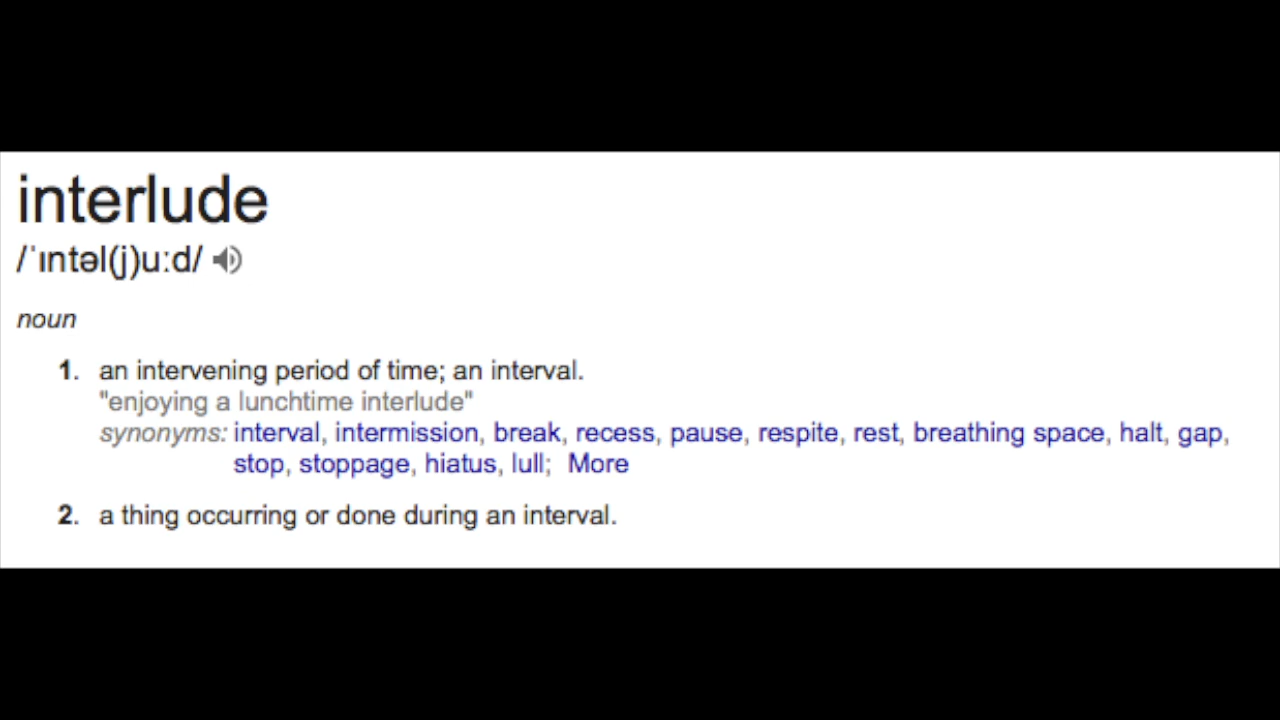 interlude
/ˈɪntəl(j)uːd/
noun
1. an intervening period of time; an interval.
"enjoying a lunchtime interlude"
synonyms: interval, intermission, break, recess, pause, respite, rest, breathing space, halt, gap,
stop, stoppage, hiatus, lull; More
2. a thing occurring or done during an interval.